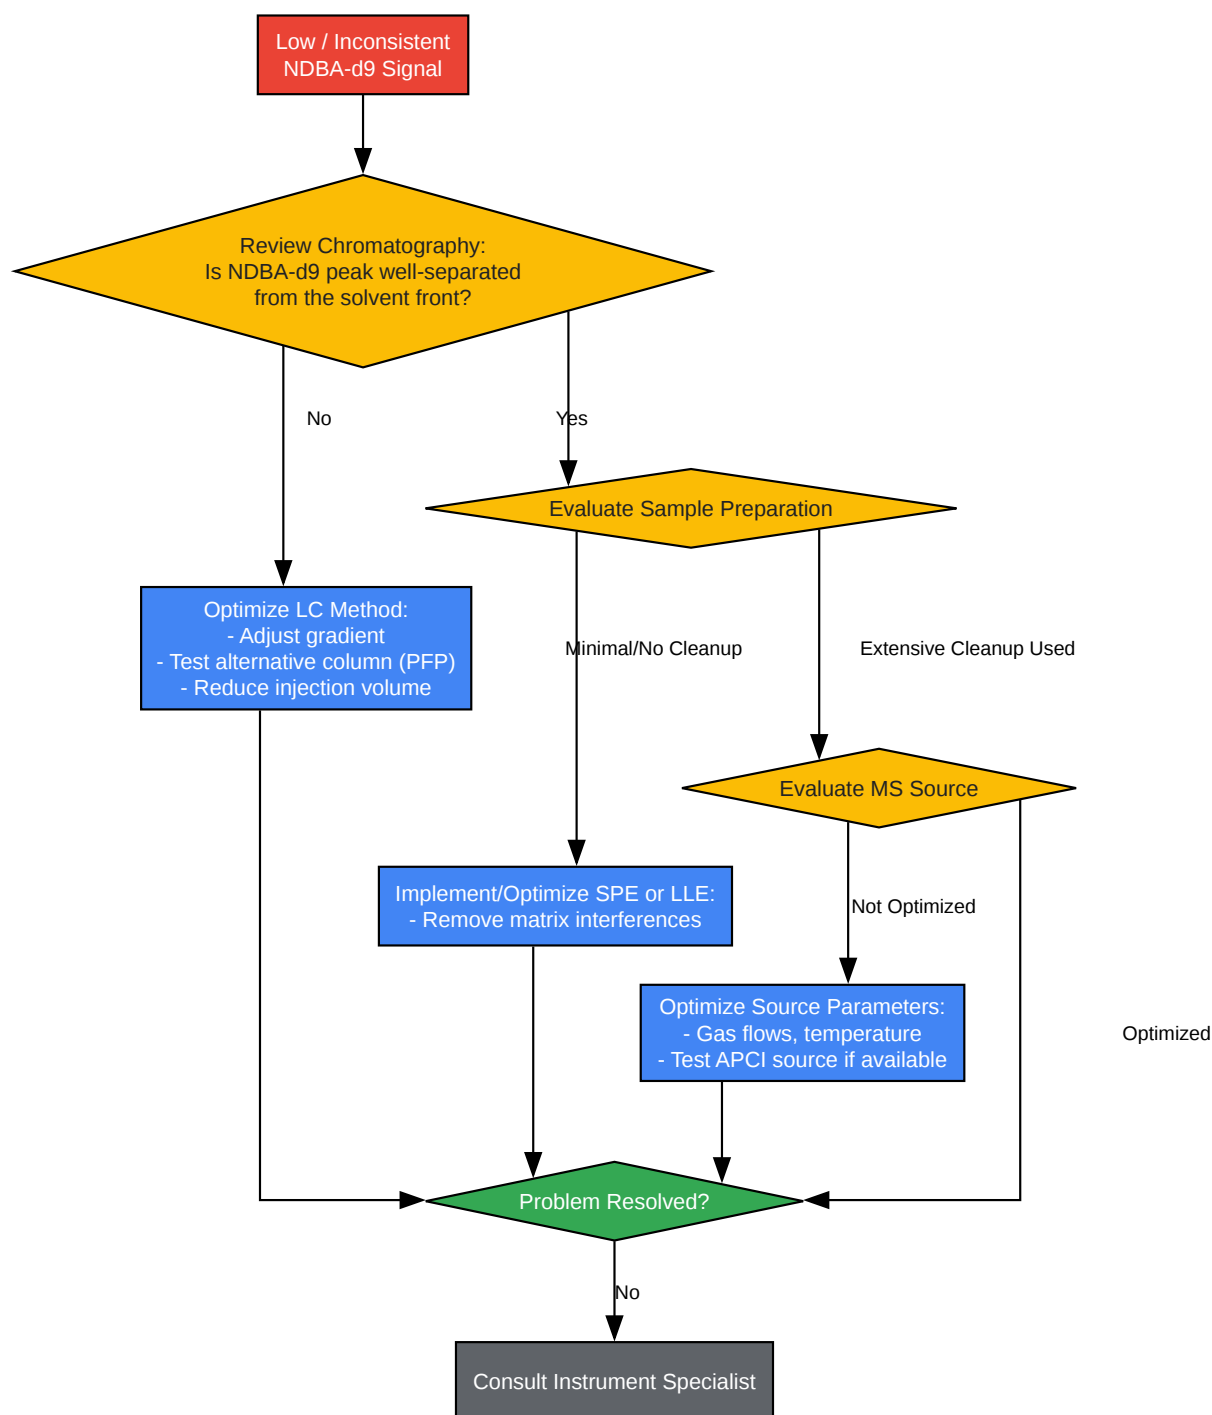 Low / Inconsistent
NDBA-d9 Signal
Review Chromatography:
Is NDBA-d9 peak well-separated
from the solvent front?
No
Yes
Evaluate Sample Preparation
Optimize LC Method:
- Adjust gradient
- Test alternative column (PFP)
- Reduce injection volume
Minimal/No Cleanup
Extensive Cleanup Used
Evaluate MS Source
Implement/Optimize SPE or LLE:
- Remove matrix interferences
Not Optimized
Optimize Source Parameters:
- Gas flows, temperature
- Test APCI source if available
Optimized
Problem Resolved?
No
Consult Instrument Specialist